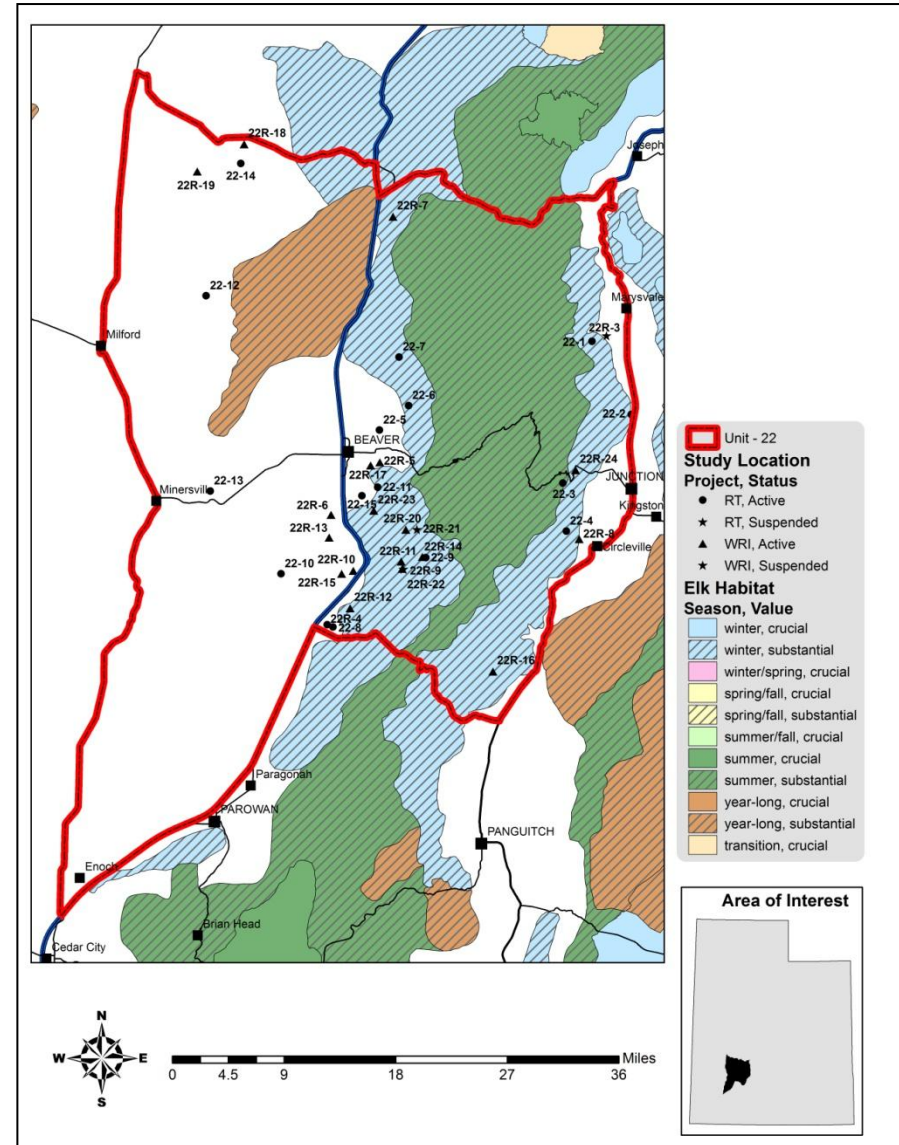 22R-18
Joseph
22-14
22R-19
22R-7
22-12
Marysvale
Milford
22R-3
22-1
22-7
22-6
22-2
22-5
BEAVER
22R-5
22R-24
22R-17
JUNCTION
22-11
Minersville
22-13
22-3
22-15
22R-23
Kingston
22R-6
22R-20
22R-21
22-4
22R-13
22R-8
Circleville
22R-14
22R-11
22-9
22-10
22R-10
22R-9
22R-15
22R-22
22R-12
22R-4
22-8
22R-16
Paragonah
PAROWAN
PANGUITCH
Enoch
Brian Head
Cedar City
Unit - 22
Study Location
Project, Status
RT, Active
RT, Suspended
WRI, Active
WRI, Suspended
Elk Habitat
Season, Value
winter, crucial
winter, substantial
winter/spring, crucial
spring/fall, crucial
spring/fall, substantial
summer/fall, crucial
summer, crucial
summer, substantial
year-long, crucial
year-long, substantial
transition, crucial
Area of Interest
N
W E
S
Miles
0 4.5 9 18 27 36